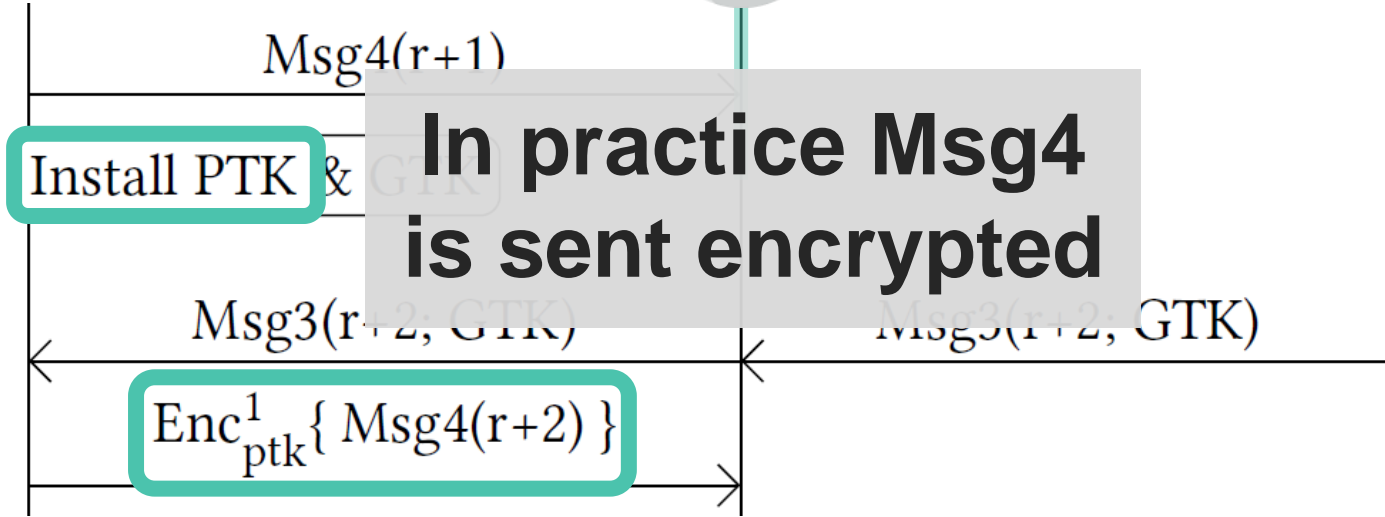 Msg4(r+1)
In practice Msg4
is sent encrypted
Install PTK & GTK
Msg3(r+2; GTK) Msg3(r+2; GTK)
Enc¹ptk{ Msg4(r+2) }